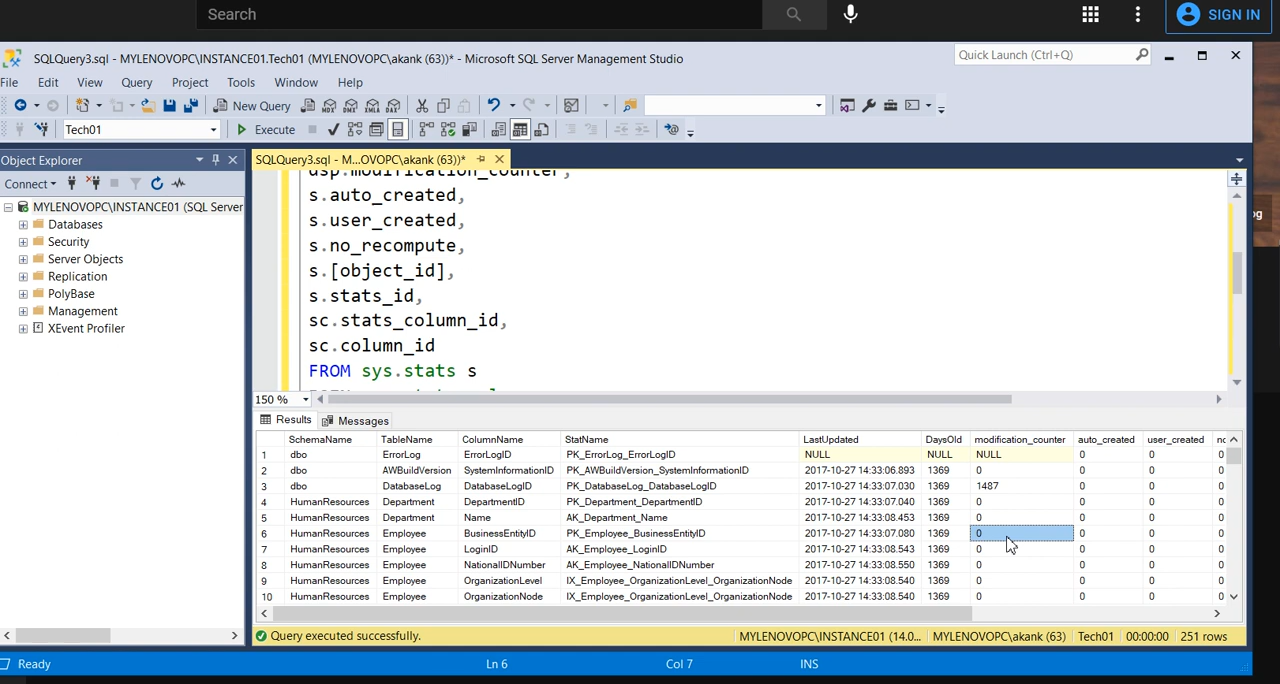 Search
SIGN IN
SQLQuery3.sql - MYLENOVOPC\INSTANCE01.Tech01 (MYLENOVOPC\akank (63))* - Microsoft SQL Server Management Studio
Quick Launch (Ctrl+Q)
File Edit View Query Project Tools Window Help
New Query
Tech01 Execute
Object Explorer
SQLQuery3.sql - M...OVOPC\akank (63))*
Connect
MYLENOVOPC\INSTANCE01 (SQL Server
Databases
Security
Server Objects
Replication
PolyBase
Management
XEvent Profiler
dsp.modification_counter,
s.auto_created,
s.user_created,
s.no_recompute,
s.[object_id],
s.stats_id,
sc.stats_column_id,
sc.column_id
FROM sys.stats s
150 %
Results Messages
SchemaName TableName ColumnName StatName LastUpdated DaysOld modification_counter auto_created user_created nc
1 dbo ErrorLog ErrorLogID PK_ErrorLog_ErrorLogID NULL NULL NULL 0 0 0
2 dbo AWBuildVersion SystemInformationID PK_AWBuildVersion_SystemInformationID 2017-10-27 14:33:06.893 1369 0 0 0 0
3 dbo DatabaseLog DatabaseLogID PK_DatabaseLog_DatabaseLogID 2017-10-27 14:33:07.030 1369 1487 0 0 0
4 HumanResources Department DepartmentID PK_Department_DepartmentID 2017-10-27 14:33:07.040 1369 0 0 0 0
5 HumanResources Department Name AK_Department_Name 2017-10-27 14:33:08.453 1369 0 0 0 0
6 HumanResources Employee BusinessEntityID PK_Employee_BusinessEntityID 2017-10-27 14:33:07.080 1369 0 0 0 0
7 HumanResources Employee LoginID AK_Employee_LoginID 2017-10-27 14:33:08.543 1369 0 0 0 0
8 HumanResources Employee NationalIDNumber AK_Employee_NationalIDNumber 2017-10-27 14:33:08.550 1369 0 0 0 0
9 HumanResources Employee OrganizationLevel IX_Employee_OrganizationLevel_OrganizationNode 2017-10-27 14:33:08.540 1369 0 0 0 0
10 HumanResources Employee OrganizationNode IX_Employee_OrganizationLevel_OrganizationNode 2017-10-27 14:33:08.540 1369 0 0 0 0
Query executed successfully. MYLENOVOPC\INSTANCE01 (14.0... MYLENOVOPC\akank (63) Tech01 00:00:00 251 rows
Ready Ln 6 Col 7 INS